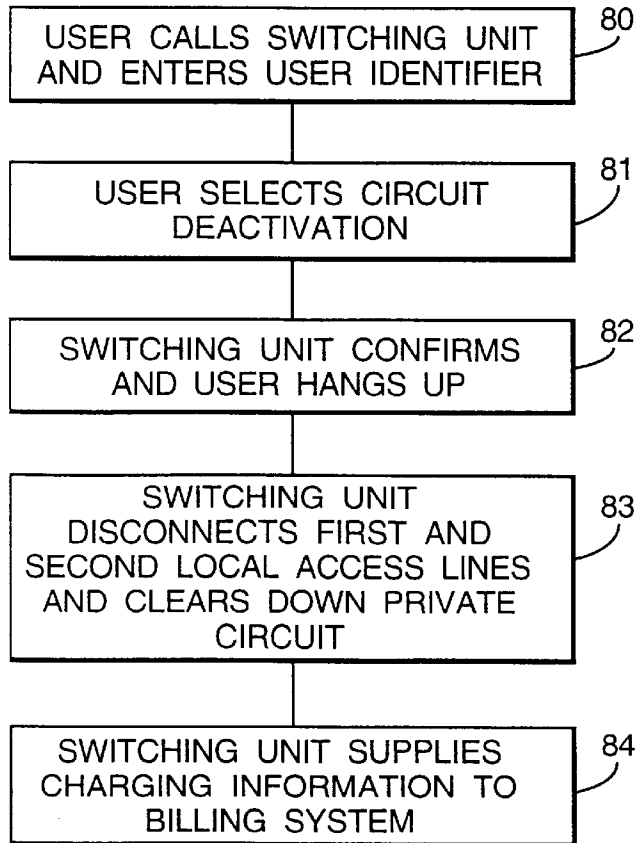 80
USER CALLS SWITCHING UNIT
AND ENTERS USER IDENTIFIER
81
USER SELECTS CIRCUIT
DEACTIVATION
82
SWITCHING UNIT CONFIRMS
AND USER HANGS UP
83
SWITCHING UNIT
DISCONNECTS FIRST AND
SECOND LOCAL ACCESS LINES
AND CLEARS DOWN PRIVATE
CIRCUIT
84
SWITCHING UNIT SUPPLIES
CHARGING INFORMATION TO
BILLING SYSTEM